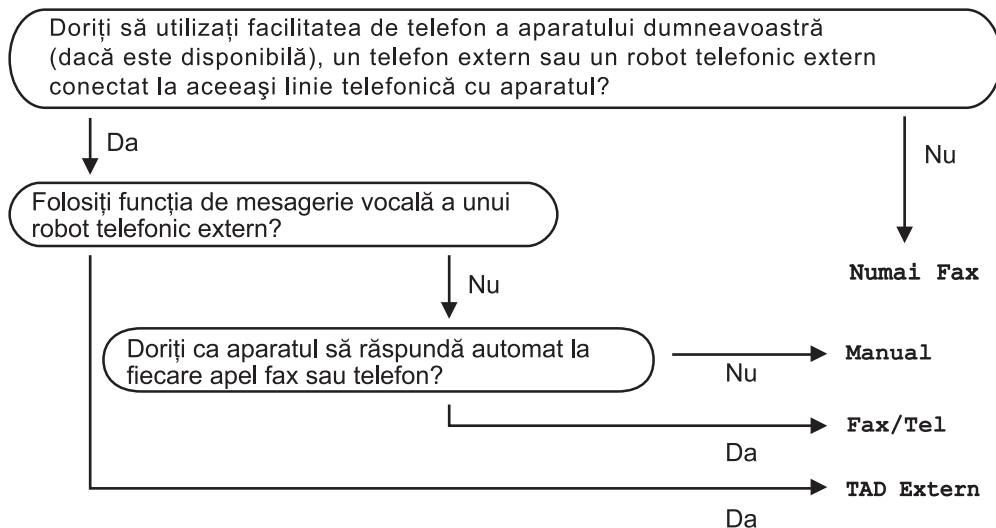 Doriți să utilizați facilitatea de telefon a aparatului dumneavoastră
(dacă este disponibilă), un telefon extern sau un robot telefonic extern
conectat la aceeaşi linie telefonică cu aparatul?
Da
Nu
Folosiți funcția de mesagerie vocală a unui
robot telefonic extern?
Numai Fax
Nu
Doriți ca aparatul să răspundă automat la
fiecare apel fax sau telefon?
Manual
Nu
Fax/Tel
Da
TAD Extern
Da